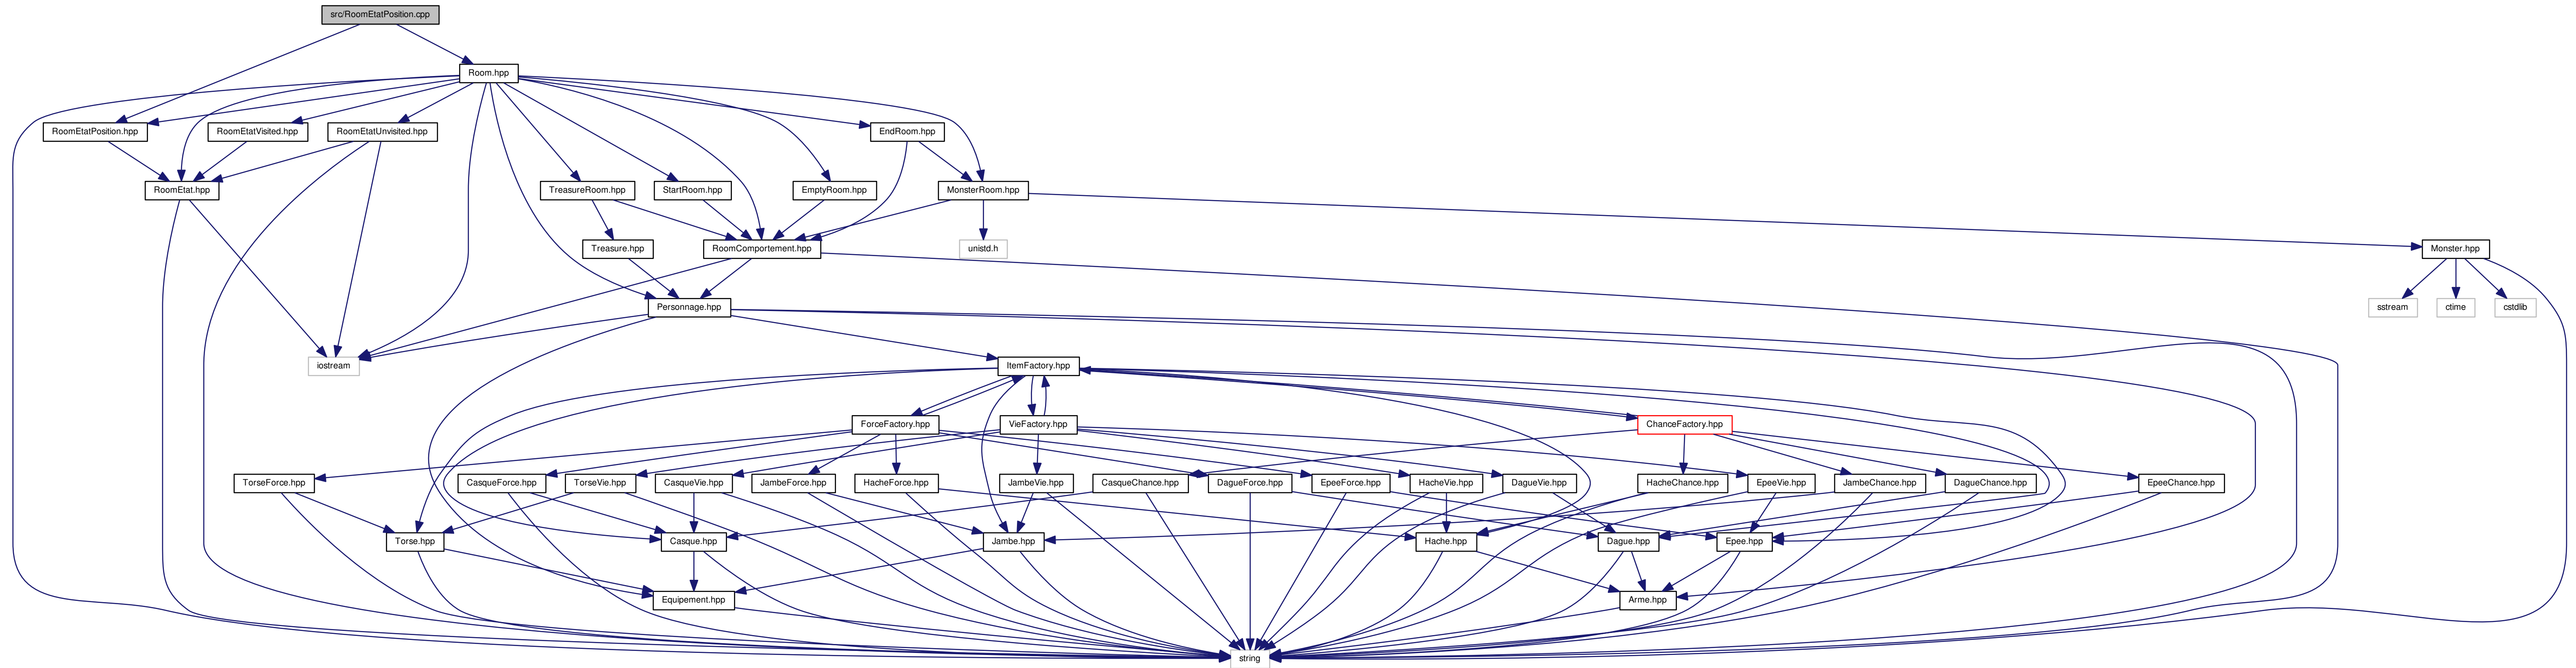 src/RoomEtatPosition.cpp
Room.hpp
RoomEtatPosition.hpp
RoomEtatVisited.hpp
RoomEtatUnvisited.hpp
EndRoom.hpp
RoomEtat.hpp
TreasureRoom.hpp
StartRoom.hpp
EmptyRoom.hpp
MonsterRoom.hpp
Treasure.hpp
RoomComportement.hpp
unistd.h
Monster.hpp
Personnage.hpp
sstream
ctime
cstdlib
iostream
ItemFactory.hpp
ForceFactory.hpp
VieFactory.hpp
ChanceFactory.hpp
TorseForce.hpp
CasqueForce.hpp
TorseVie.hpp
CasqueVie.hpp
JambeForce.hpp
HacheForce.hpp
JambeVie.hpp
CasqueChance.hpp
DagueForce.hpp
EpeeForce.hpp
HacheVie.hpp
DagueVie.hpp
HacheChance.hpp
EpeeVie.hpp
JambeChance.hpp
DagueChance.hpp
EpeeChance.hpp
Torse.hpp
Casque.hpp
Jambe.hpp
Hache.hpp
Dague.hpp
Epee.hpp
Equipement.hpp
Arme.hpp
string